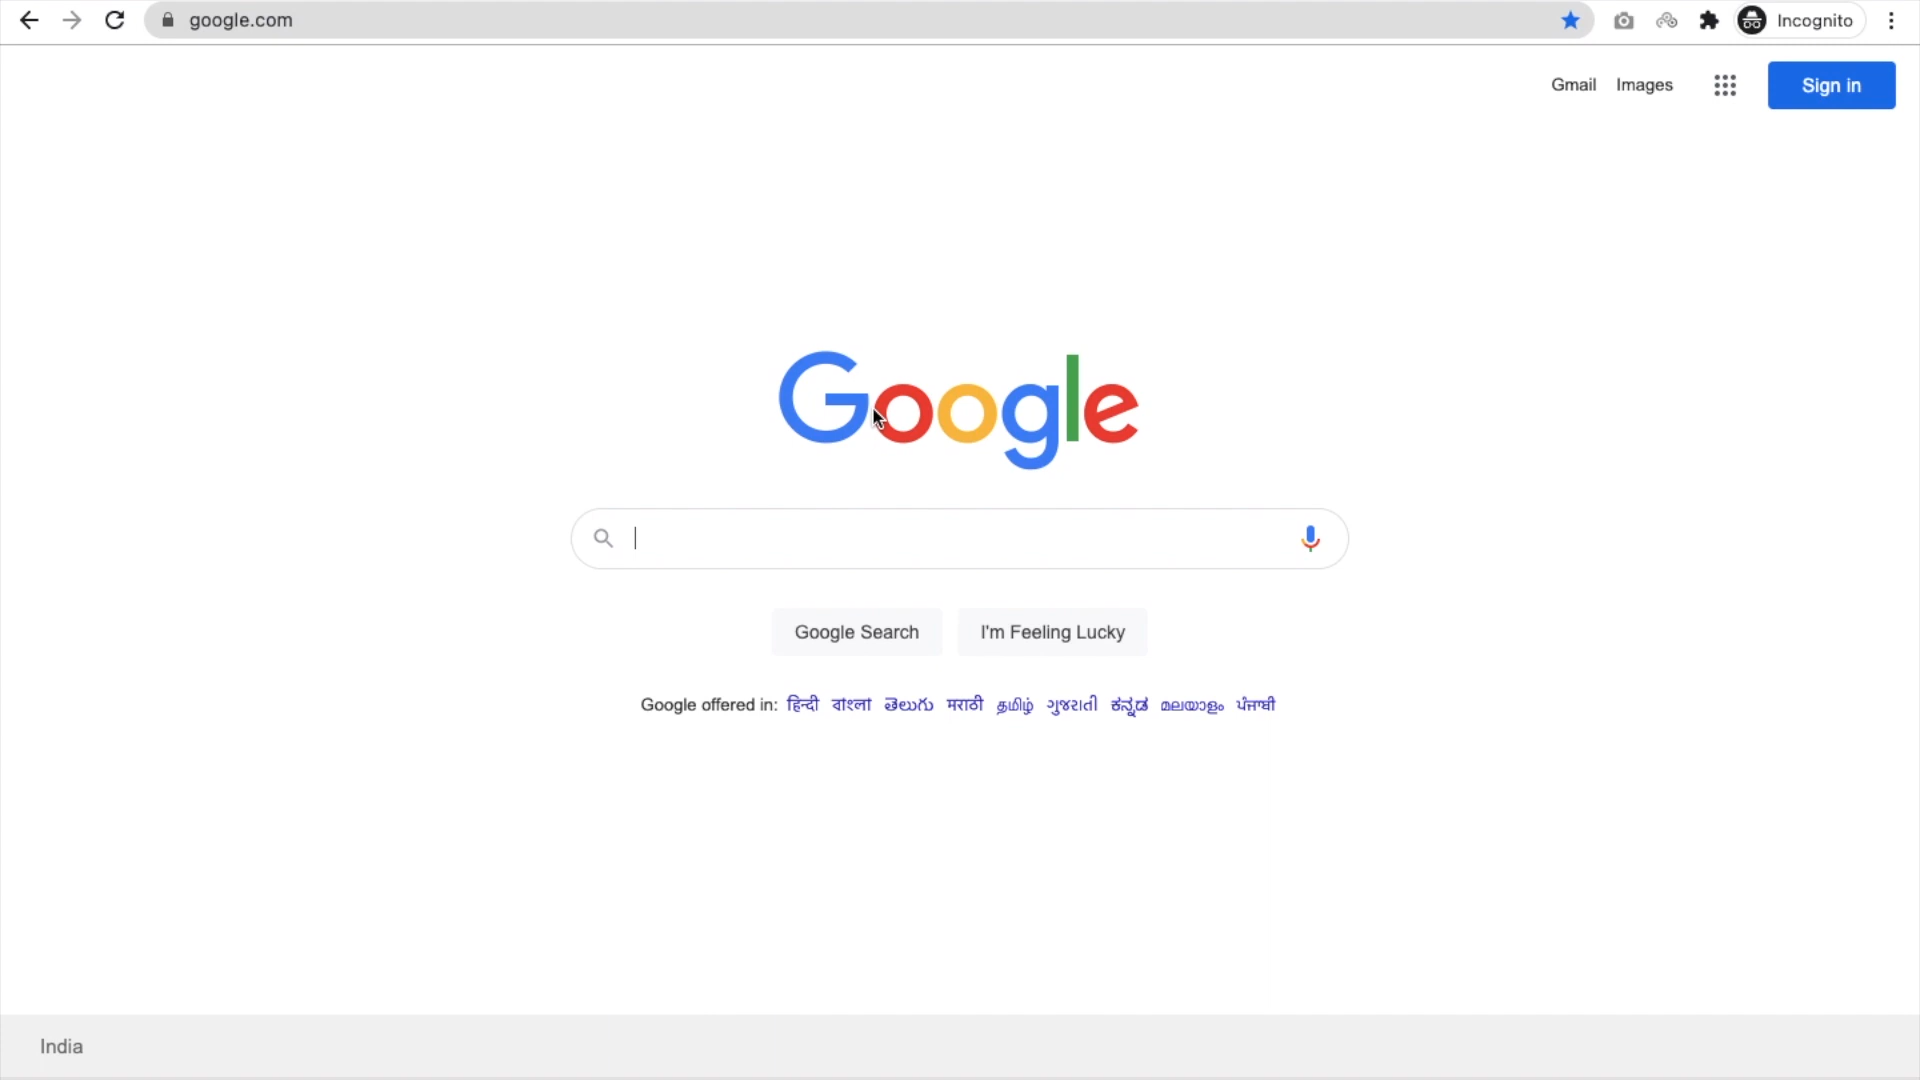 google.com
Incognito
Gmail Images
Sign in
Google
Google Search
I'm Feeling Lucky
Google offered in: हिन्दी বাংলা తెలుగు मराठी தமிழ் ગુજરાતી ಕನ್ನಡ മലയാളം ਪੰਜਾਬੀ
India